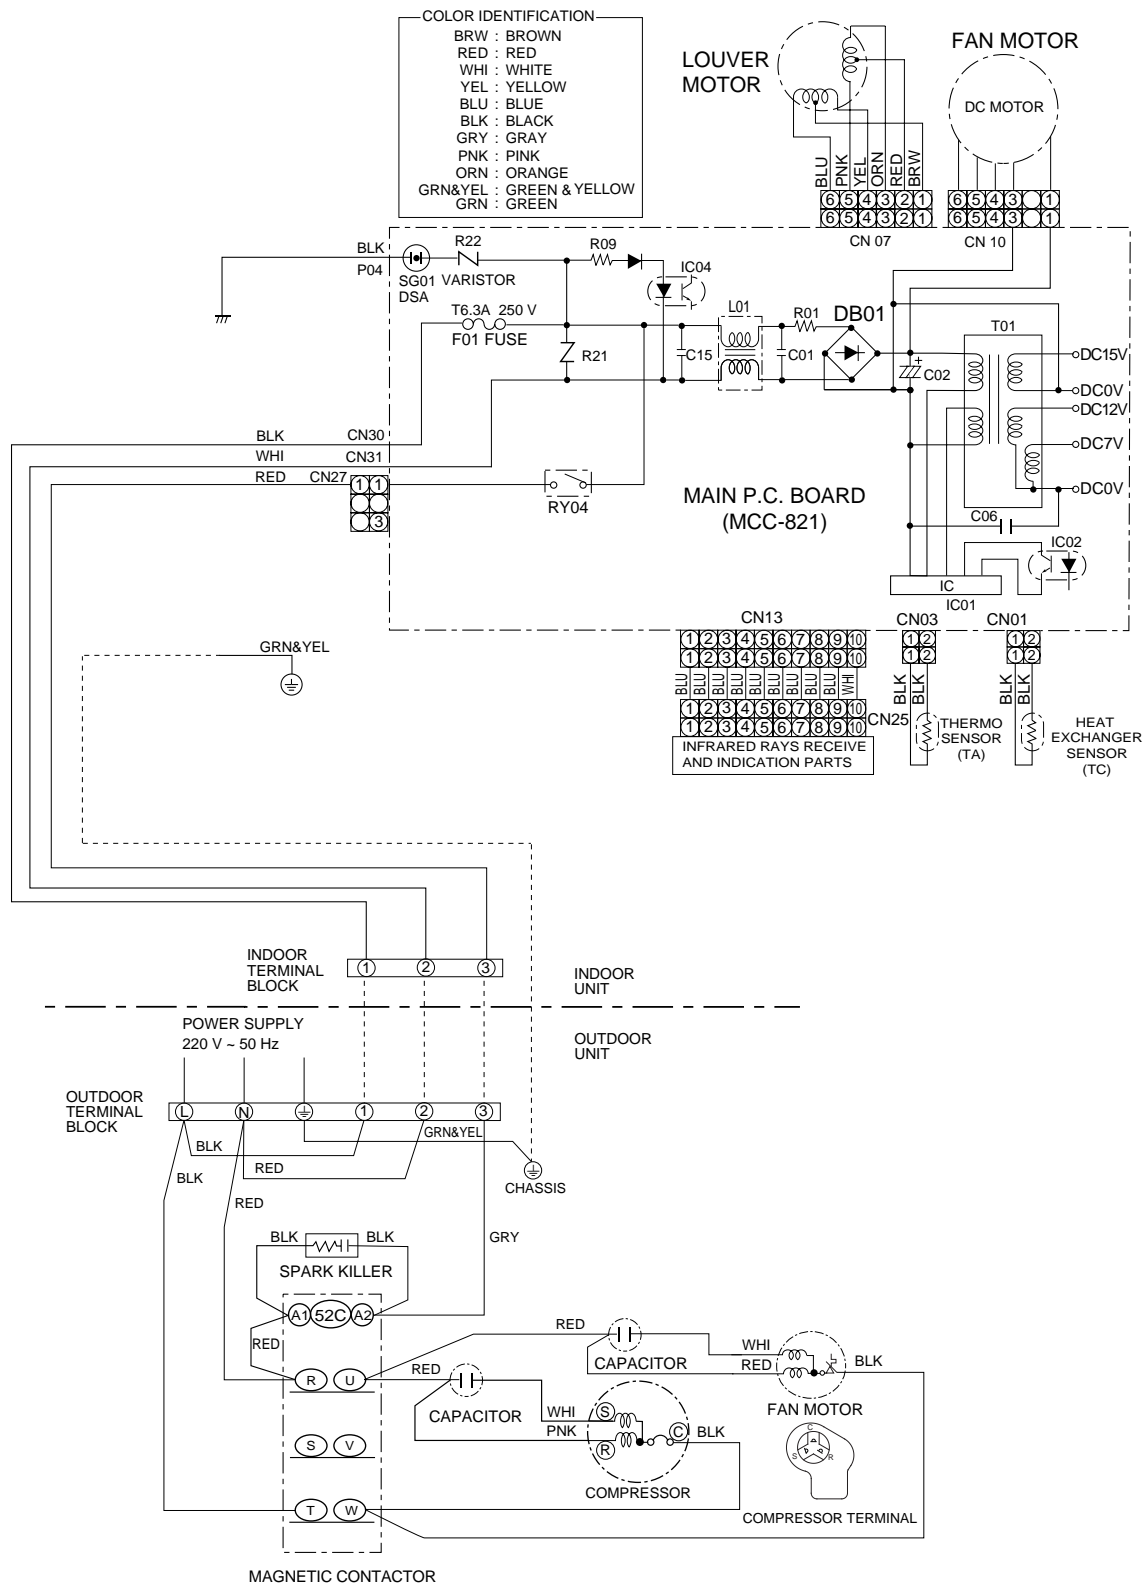 COLOR IDENTIFICATION
BRW : BROWN
RED : RED
WHI : WHITE
YEL : YELLOW
BLU : BLUE
BLK : BLACK
GRY : GRAY
PNK : PINK
ORN : ORANGE
GRN&YEL : GREEN & YELLOW
GRN : GREEN
LOUVER
MOTOR
FAN MOTOR
DC MOTOR
BLU
PNK
YEL
ORN
RED
BRW
6 5 4 3 2 1
6 5 4 3 2 1
CN 07
6 5 4 3 1
6 5 4 3 1
CN 10
BLK
P04
SG01
DSA
R22
VARISTOR
R09
IC04
T6.3A 250 V
F01 FUSE
R21
C15
L01
C01
R01
DB01
+
C02
T01
DC15V
DC0V
DC12V
DC7V
DC0V
BLK CN30
WHI CN31
RED CN27
1 1
3
RY04
MAIN P.C. BOARD
(MCC-821)
C06
IC02
IC
IC01
CN13
1 2 3 4 5 6 7 8 9 10
1 2 3 4 5 6 7 8 9 10
BLU
BLU
BLU
BLU
BLU
BLU
BLU
BLU
BLU
WHI
1 2 3 4 5 6 7 8 9 10
1 2 3 4 5 6 7 8 9 10
CN25
INFRARED RAYS RECEIVE
AND INDICATION PARTS
CN03
1 2
1 2
BLK
BLK
THERMO
SENSOR
(TA)
CN01
1 2
1 2
BLK
BLK
HEAT
EXCHANGER
SENSOR
(TC)
GRN&YEL
INDOOR
TERMINAL
BLOCK
1 2 3
INDOOR
UNIT
POWER SUPPLY
220 V ~ 50 Hz
OUTDOOR
UNIT
OUTDOOR
TERMINAL
BLOCK
L N 1 2 3
GRN&YEL
BLK
RED
BLK
RED
CHASSIS
GRY
BLK BLK
SPARK KILLER
A1 52C A2
RED
R U
S V
T W
MAGNETIC CONTACTOR
RED
CAPACITOR
WHI
RED
BLK
FAN MOTOR
RED
CAPACITOR
WHI
PNK
S
R
C
BLK
COMPRESSOR
C
S R
COMPRESSOR TERMINAL